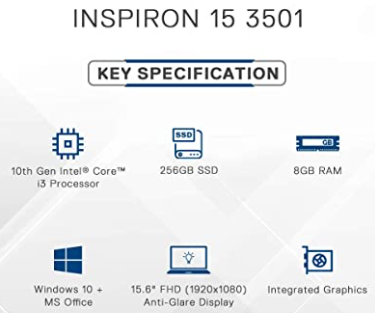 INSPIRON 15 3501
KEY SPECIFICATION
SSD
GB
10th Gen Intel® Core™
i3 Processor
256GB SSD
8GB RAM
Windows 10 +
MS Office
15.6" FHD (1920x1080)
Anti-Glare Display
Integrated Graphics